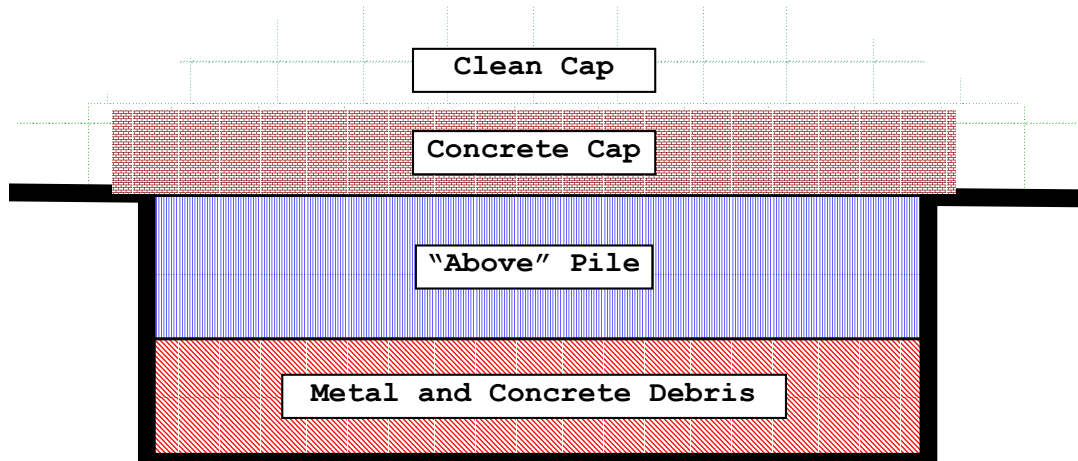 Clean Cap
Concrete Cap
“Above” Pile
Metal and Concrete Debris